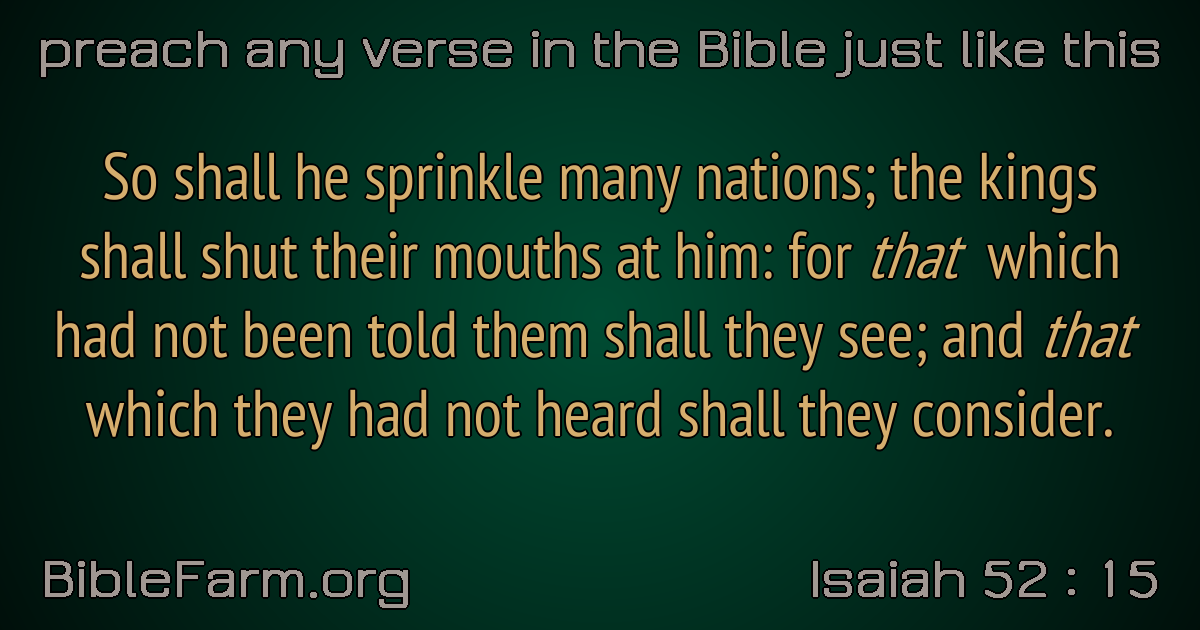 preach any verse in the Bible just like this
So shall he sprinkle many nations; the kings
shall shut their mouths at him: for that which
had not been told them shall they see; and that
which they had not heard shall they consider.
BibleFarm.org
Isaiah 52 : 15